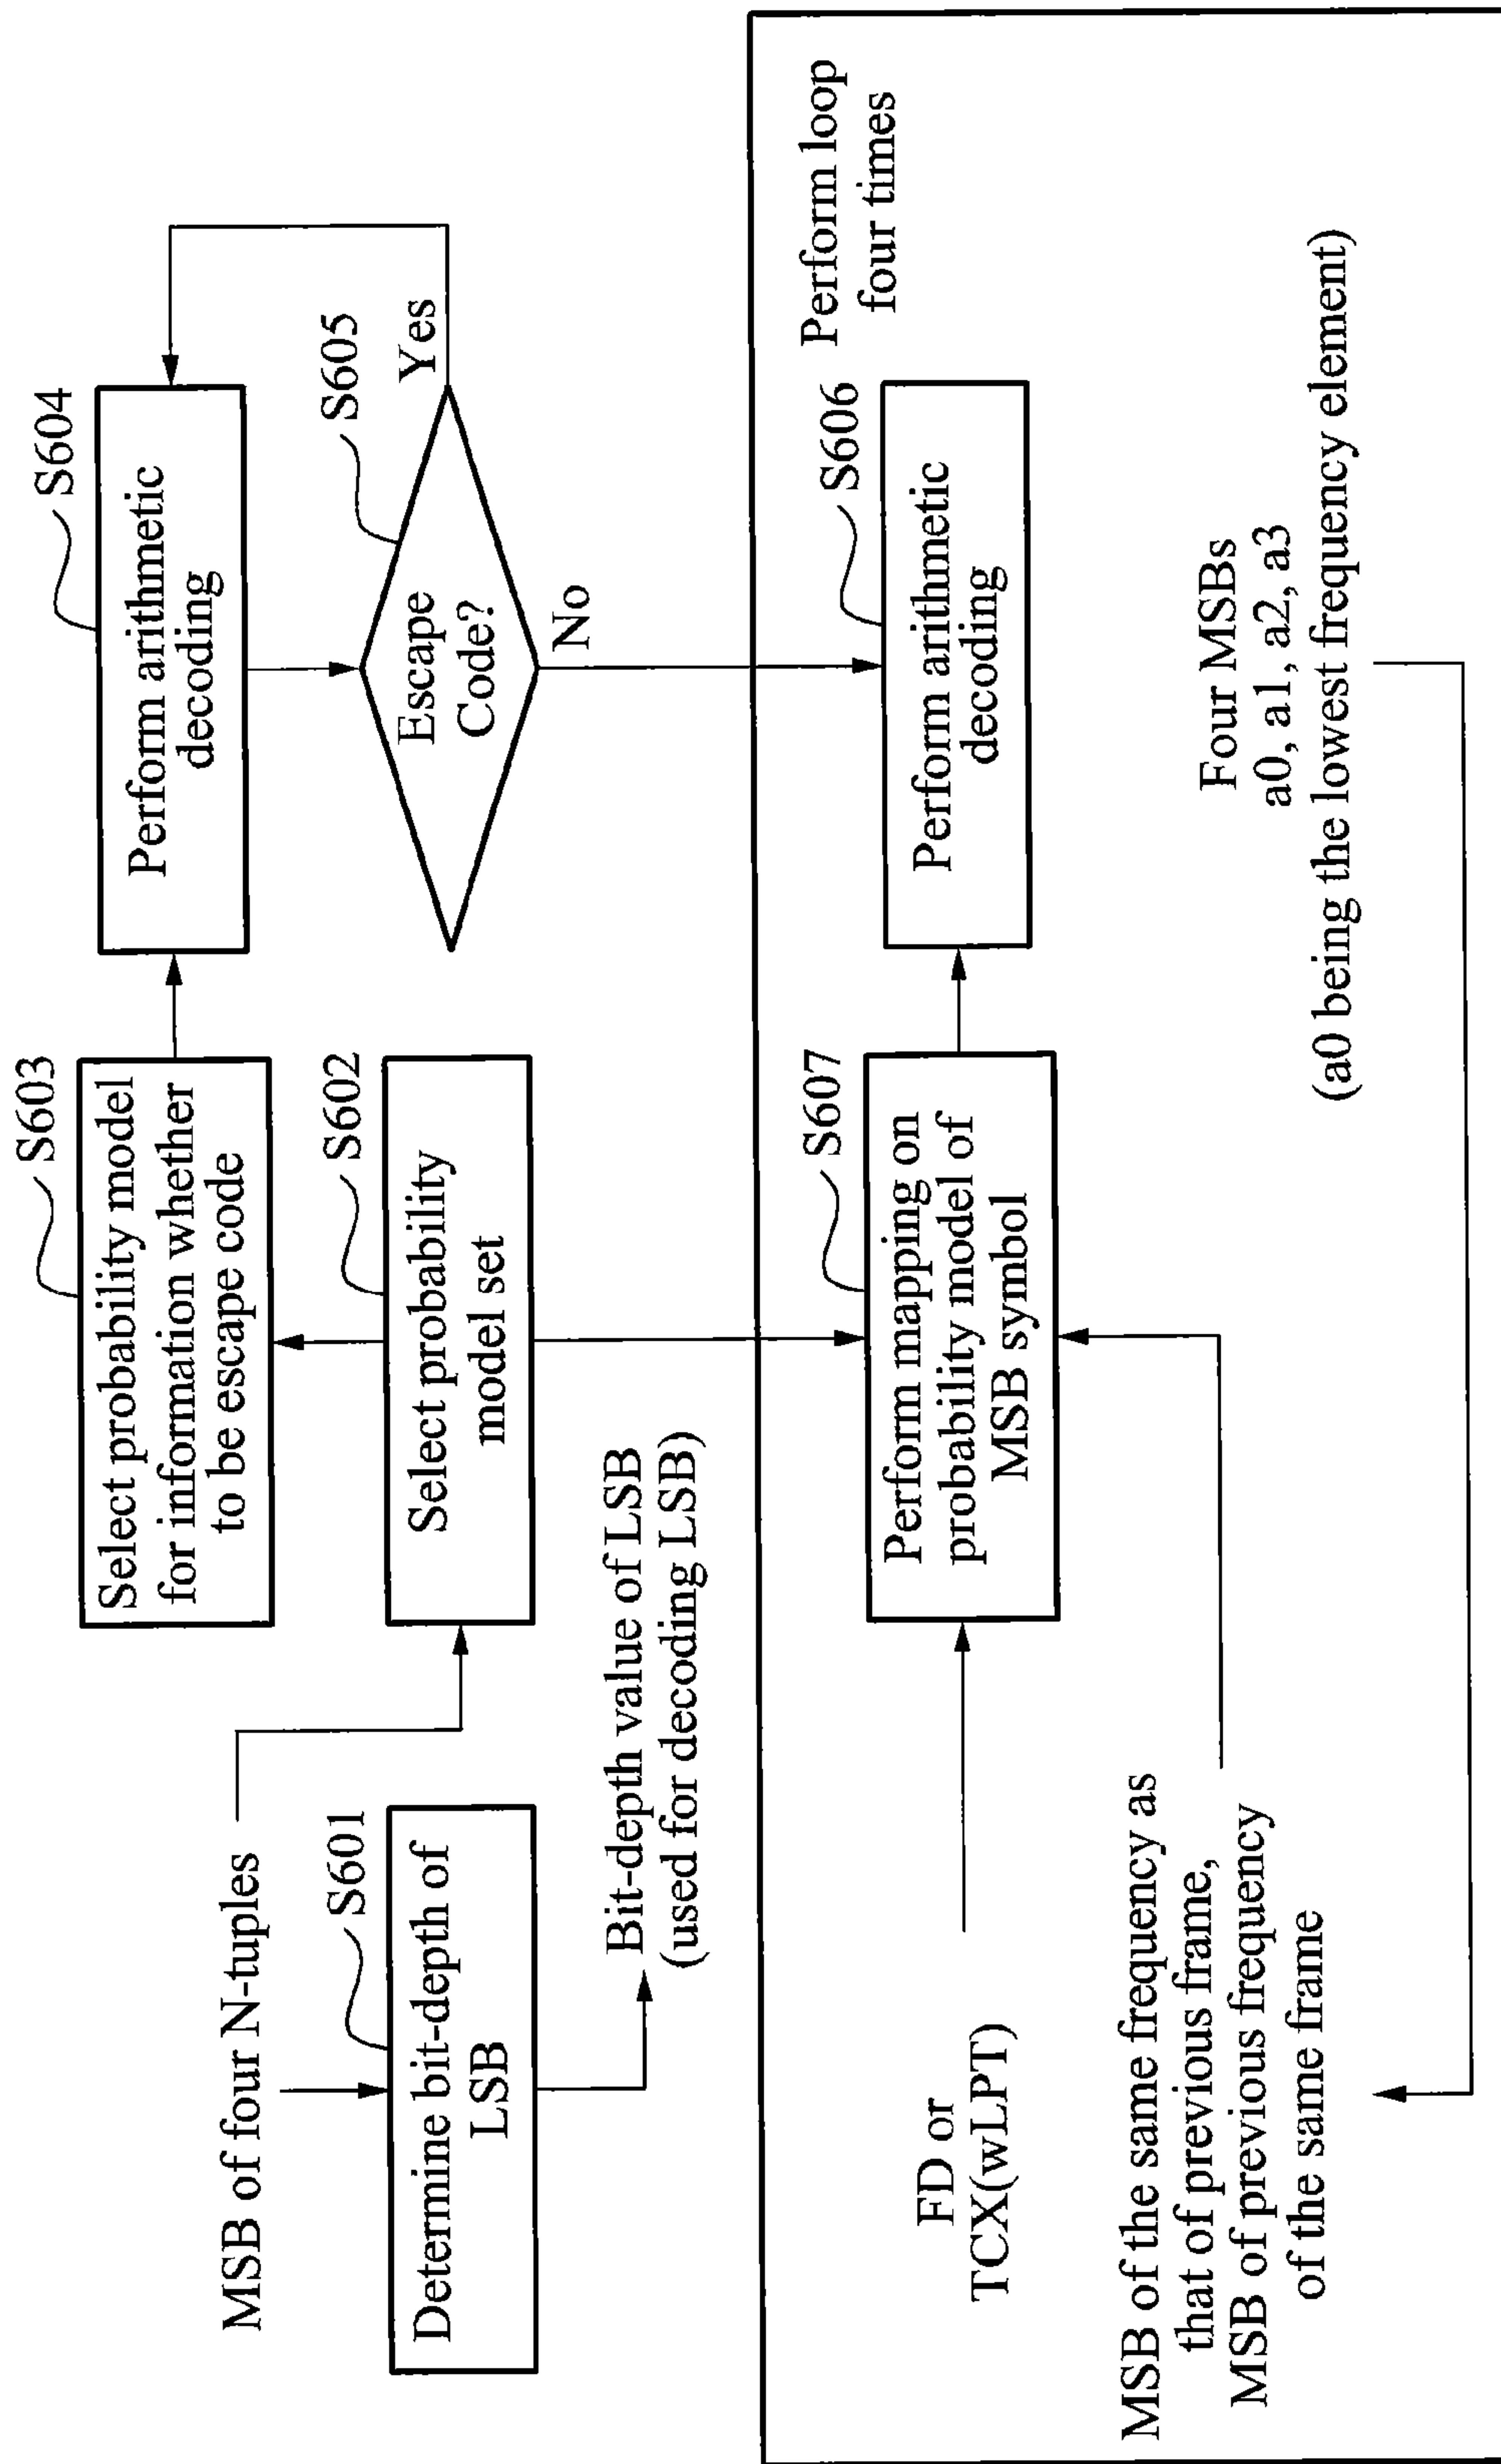 MSB of four N-tuples
S601
Determine bit-depth of
LSB
Bit-depth value of LSB
(used for decoding LSB)
S603
Select probability model
for information whether
to be escape code
S602
Select probability
model set
S604
Perform arithmetic
decoding
S605
Escape
Code?
Yes
No
Perform loop
four times
FD or
TCX(wLPT)
S607
Perform mapping on
probability model of
MSB symbol
S606
Perform arithmetic
decoding
MSB of the same frequency as
that of previous frame,
MSB of previous frequency
of the same frame
Four MSBs
a0, a1, a2, a3
(a0 being the lowest frequency element)